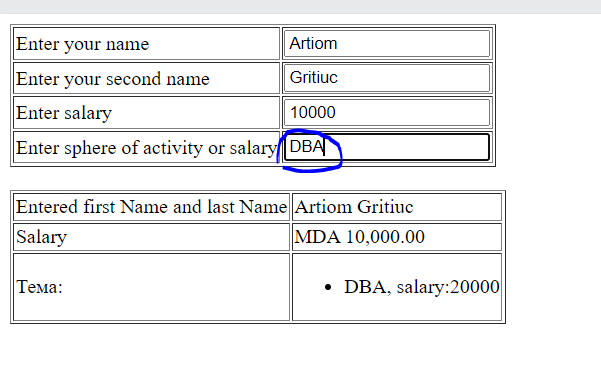 Enter your name Artiom
Enter your second name Gritiuc
Enter salary 10000
Enter sphere of activity or salary DBA
Entered first Name and last Name Artiom Gritiuc
Salary MDA 10,000.00
Тема: • DBA, salary:20000